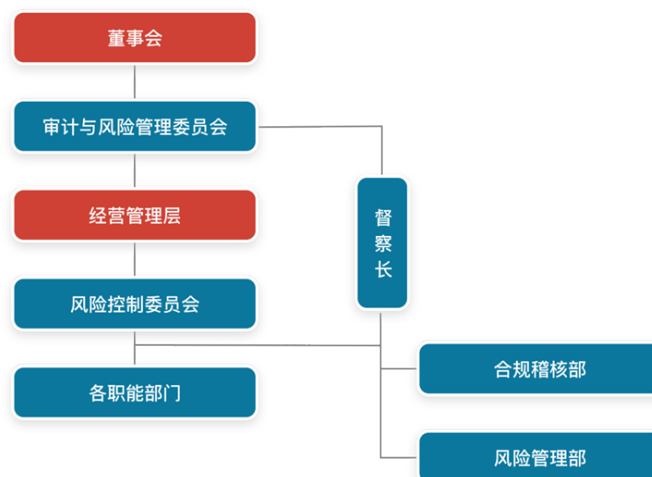 董事会
审计与风险管理委员会
经营管理层
督察长
风险控制委员会
合规稽核部
各职能部门
风险管理部